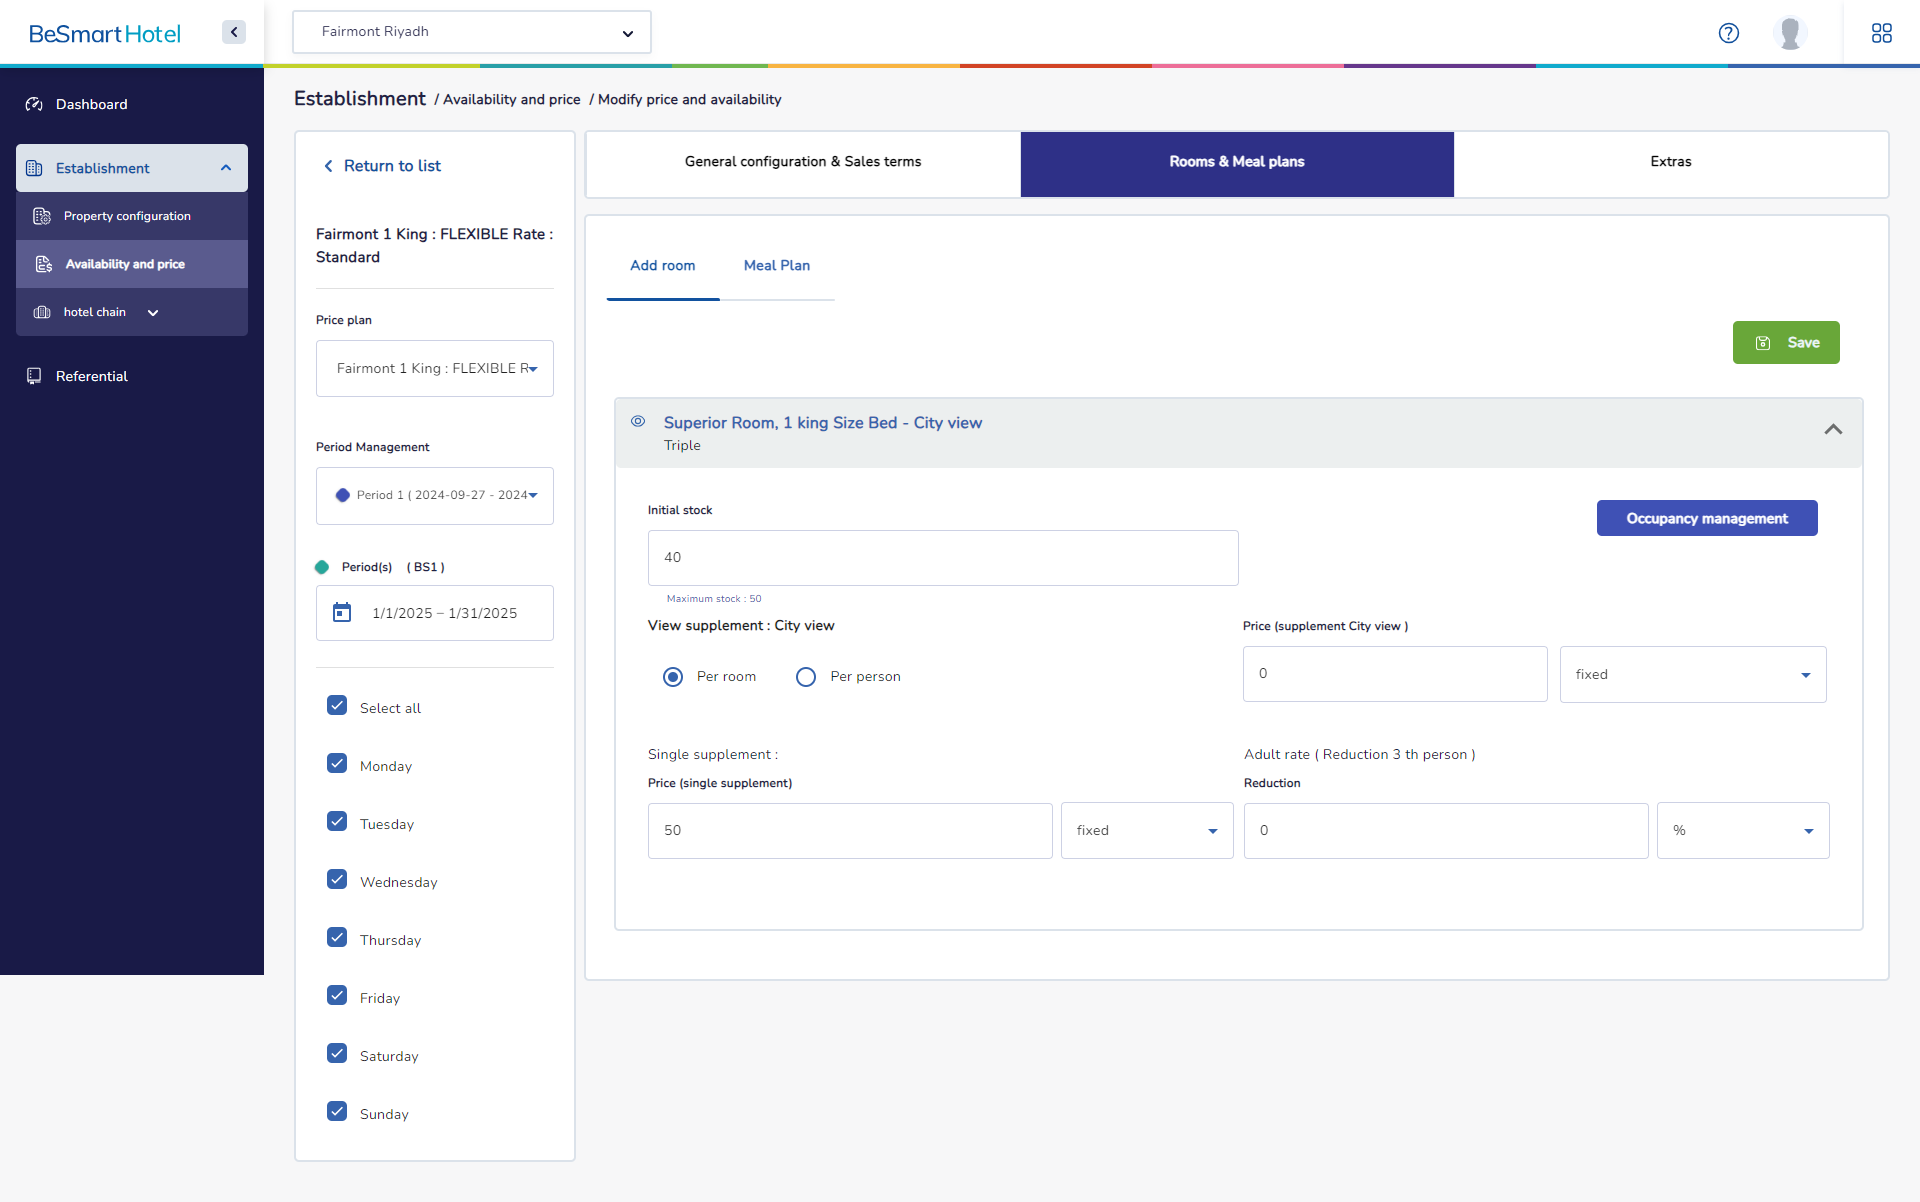 BeSmartHotel
Fairmont Riyadh
Dashboard
Establishment
Property configuration
Availability and price
hotel chain
Referential
Establishment / Availability and price / Modify price and availability
Return to list
Fairmont 1 King : FLEXIBLE Rate :
Standard
Price plan
Fairmont 1 King : FLEXIBLE R
Period Management
Period 1 ( 2024-09-27 - 2024
Period(s) ( BS1 )
1/1/2025 – 1/31/2025
Select all
Monday
Tuesday
Wednesday
Thursday
Friday
Saturday
Sunday
General configuration & Sales terms
Rooms & Meal plans
Extras
Add room
Meal Plan
Save
Superior Room, 1 king Size Bed - City view
Triple
Initial stock
40
Maximum stock : 50
Occupancy management
View supplement : City view
Per room
Per person
Price (supplement City view )
0
fixed
Single supplement :
Price (single supplement)
50
fixed
Adult rate ( Reduction 3 th person )
Reduction
0
%